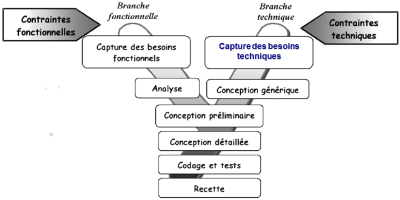 Branche
fonctionnelle
Branche
technique
Contraintes
fonctionnelles
Contraintes
techniques
Capture des besoins
fonctionnels
Capture des besoins
techniques
Analyse
Conception générique
Conception préliminaire
Conception détaillée
Codage et tests
Recette